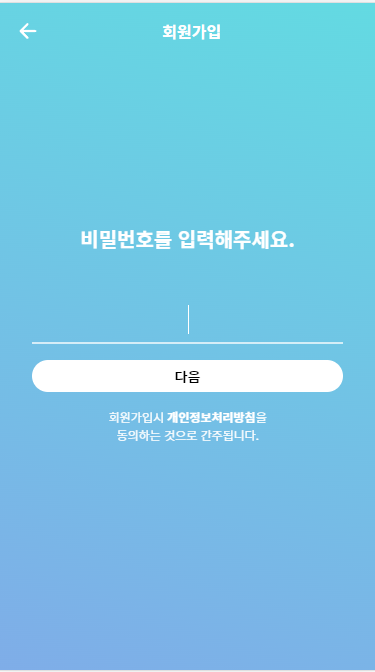 회원가입
비밀번호를 입력해주세요.
다음
회원가입시 개인정보처리방침을
동의하는 것으로 간주됩니다.